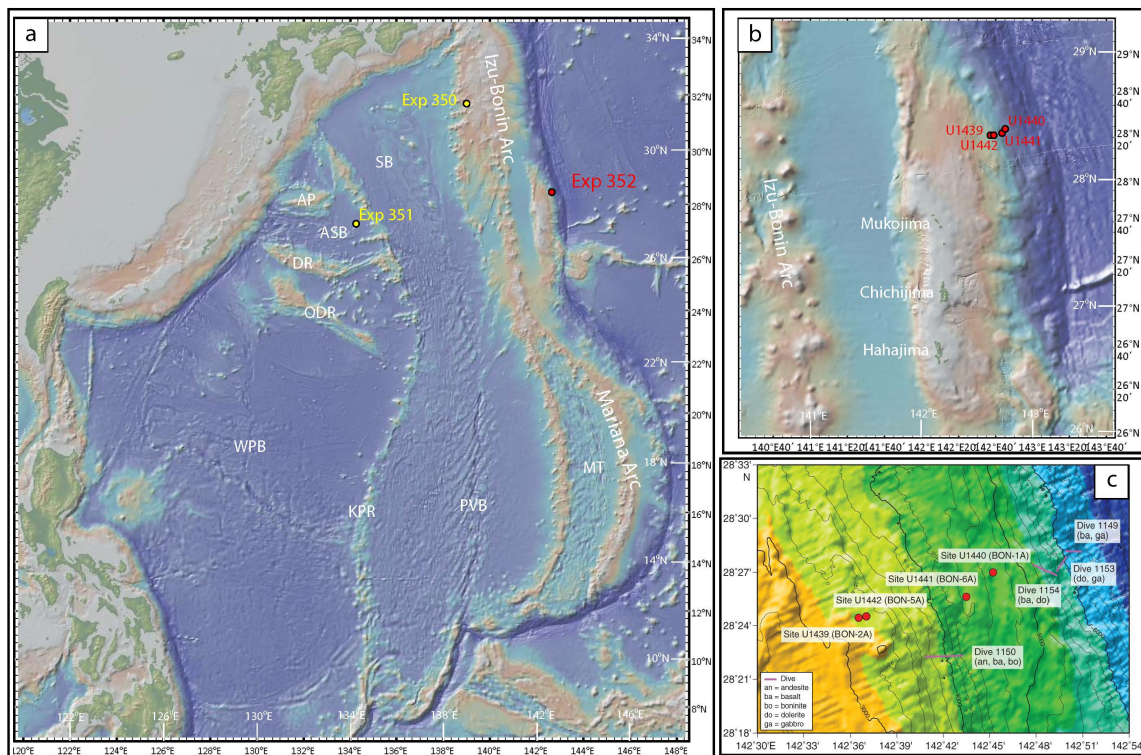 a
34°N
32°N
30°N
28°N
26°N
24°N
22°N
20°N
18°N
16°N
14°N
12°N
10°N
8°N
Exp 350
Izu-Bonin Arc
SB
Exp 352
AP
Exp 351
ASB
DR
ODR
WPB
Mariana Arc
MT
KPR
PVB
122°E
126°E
130°E
134°E
138°E
142°E
146°E
120°E
122°E
124°E
126°E
128°E
130°E
132°E
134°E
136°E
138°E
140°E
142°E
144°E
146°E
148°E
b
29°N
28°N
27°N
26°N
29°
28° 40'
28° 20'
28°
27° 40'
27° 20'
27°
26° 40'
26° 20'
26°
U1440
U1439
U1442
U1441
Izu-Bonin Arc
Mukojima
Chichijima
Hahajima
141°E
142°E
143°E
140°40'
141°E
141°E20'
141°40'
142°E
142°E20'
142°E40'
143°E
143°E40'
c
28°33'
N
28°30'
28°27'
28°24'
28°21'
28°18'
Dive 1149
(ba, ga)
Site U1440 (BON-1A)
Dive 1153
(do, ga)
Site U1441 (BON-6A)
Dive 1154
(ba, do)
Site U1442 (BON-5A)
Site U1439 (BON-2A)
Dive 1150
(an, ba, bo)
Dive
an = andesite
ba = basalt
bo = boninite
do = dolerite
ga = gabbro
142°30'E
142°33'
142°36'
142°39'
142°42'
142°45'
142°48'
142°51'
142°54'